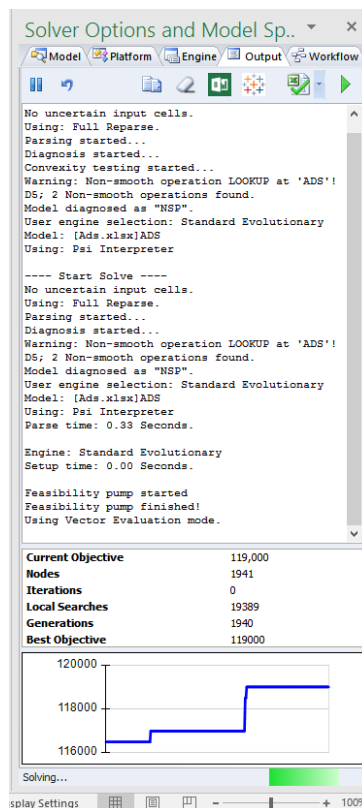 Solver Options and Model Sp..
Model Platform Engine Output Workflow
No uncertain input cells.
Using: Full Reparse.
Parsing started...
Diagnosis started...
Convexity testing started...
Warning: Non-smooth operation LOOKUP at 'ADS'!
D5; 2 Non-smooth operations found.
Model diagnosed as "NSP".
User engine selection: Standard Evolutionary
Model: [Ads.xlsx]ADS
Using: Psi Interpreter
---- Start Solve ----
No uncertain input cells.
Using: Full Reparse.
Parsing started...
Diagnosis started...
Warning: Non-smooth operation LOOKUP at 'ADS'!
D5; 2 Non-smooth operations found.
Model diagnosed as "NSP".
User engine selection: Standard Evolutionary
Model: [Ads.xlsx]ADS
Using: Psi Interpreter
Parse time: 0.33 Seconds.
Engine: Standard Evolutionary
Setup time: 0.00 Seconds.
Feasibility pump started
Feasibility pump finished!
Using Vector Evaluation mode.
Current Objective 119,000
Nodes 1941
Iterations 0
Local Searches 19389
Generations 1940
Best Objective 119000
120000
118000
116000
Solving...
splay Settings - + 100%